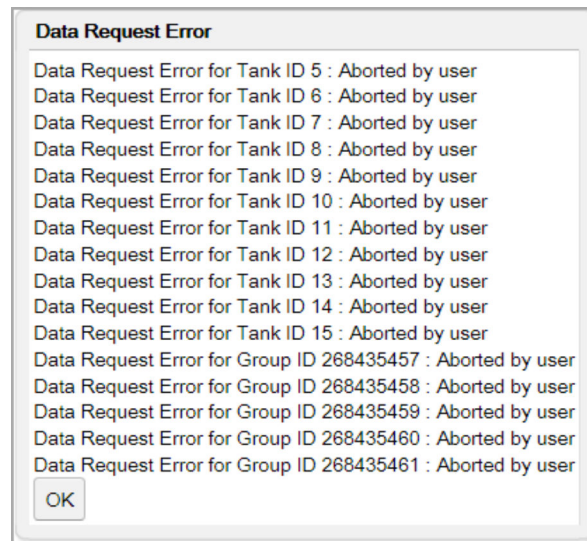 Data Request Error
Data Request Error for Tank ID 5 : Aborted by user
Data Request Error for Tank ID 6 : Aborted by user
Data Request Error for Tank ID 7 : Aborted by user
Data Request Error for Tank ID 8 : Aborted by user
Data Request Error for Tank ID 9 : Aborted by user
Data Request Error for Tank ID 10 : Aborted by user
Data Request Error for Tank ID 11 : Aborted by user
Data Request Error for Tank ID 12 : Aborted by user
Data Request Error for Tank ID 13 : Aborted by user
Data Request Error for Tank ID 14 : Aborted by user
Data Request Error for Tank ID 15 : Aborted by user
Data Request Error for Group ID 268435457 : Aborted by user
Data Request Error for Group ID 268435458 : Aborted by user
Data Request Error for Group ID 268435459 : Aborted by user
Data Request Error for Group ID 268435460 : Aborted by user
Data Request Error for Group ID 268435461 : Aborted by user
OK